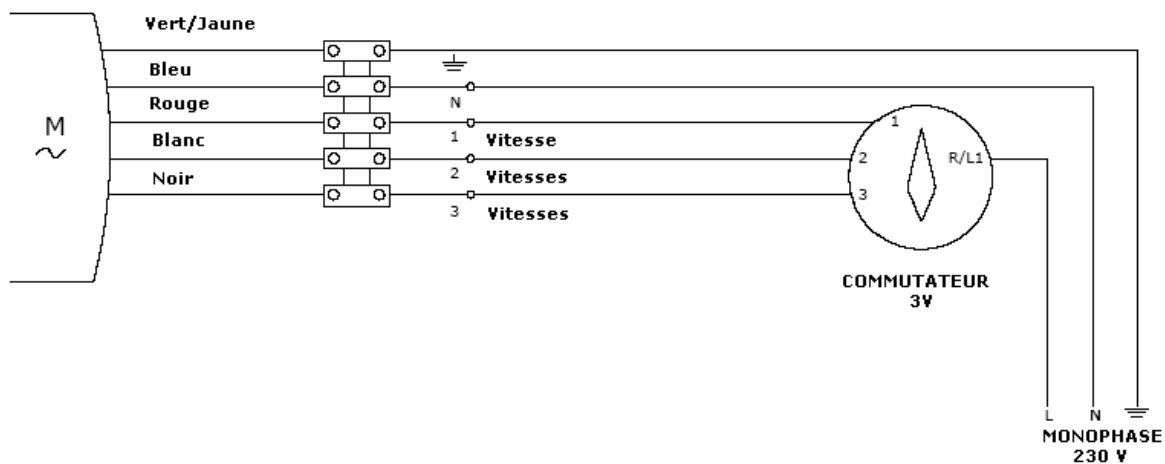 Vert/Jaune
Bleu
N
Rouge
M
1 Vitesse
Blanc
2 Vitesses
Noir
3 Vitesses
1
2
R/L1
3
COMMUTATEUR
3V
L N
MONOPHASE
230 V